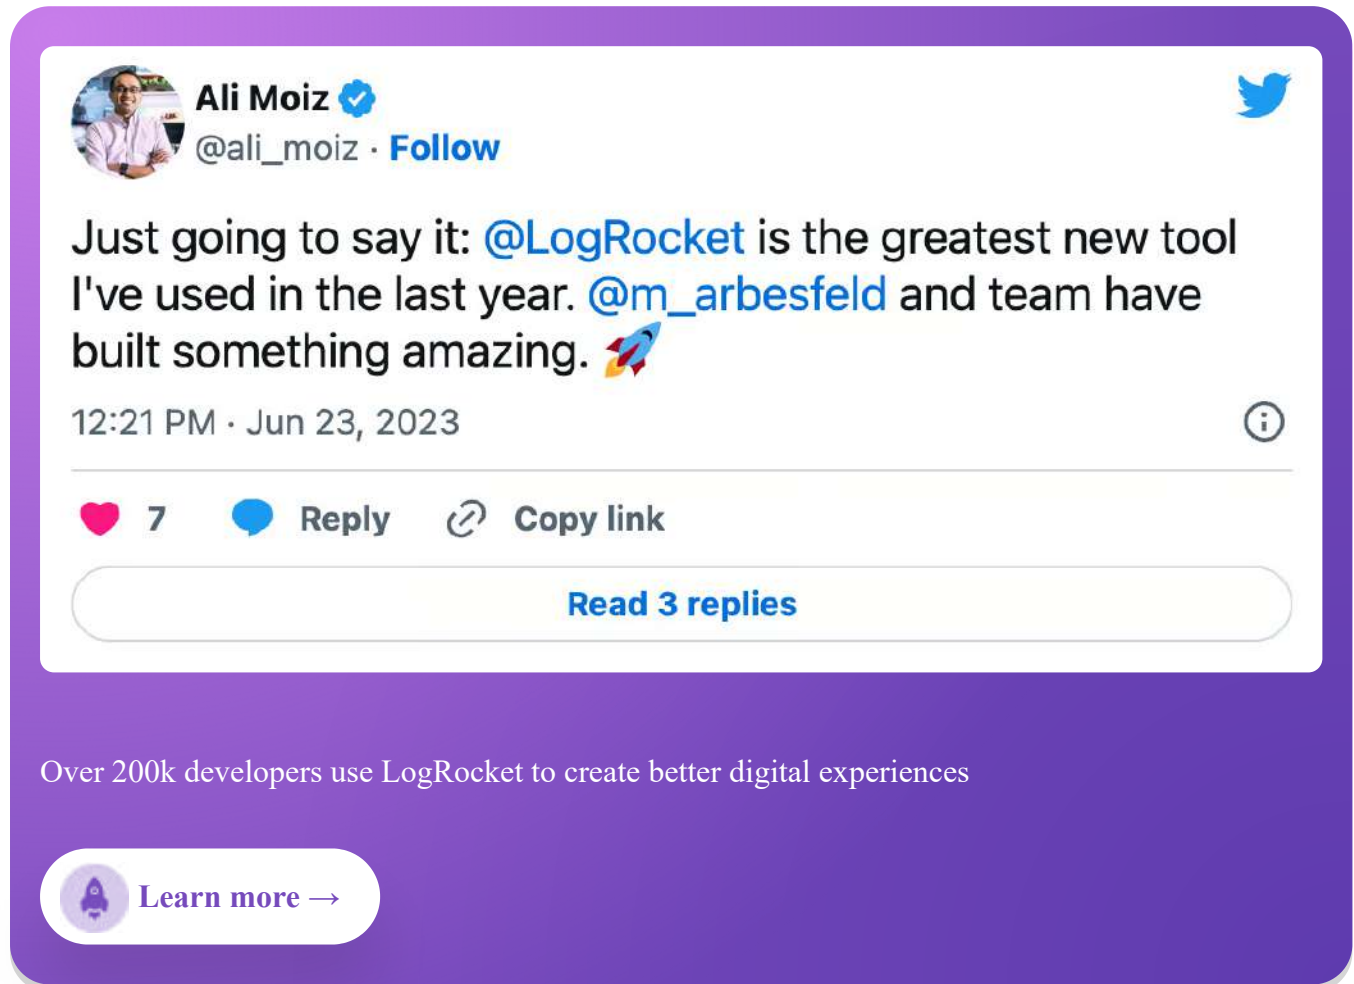 Ali Moiz
@ali_moiz · Follow
Just going to say it: @LogRocket is the greatest new tool
I've used in the last year. @m_arbesfeld and team have
built something amazing. 🚀
12:21 PM · Jun 23, 2023
7 Reply Copy link
Read 3 replies
Over 200k developers use LogRocket to create better digital experiences
Learn more →